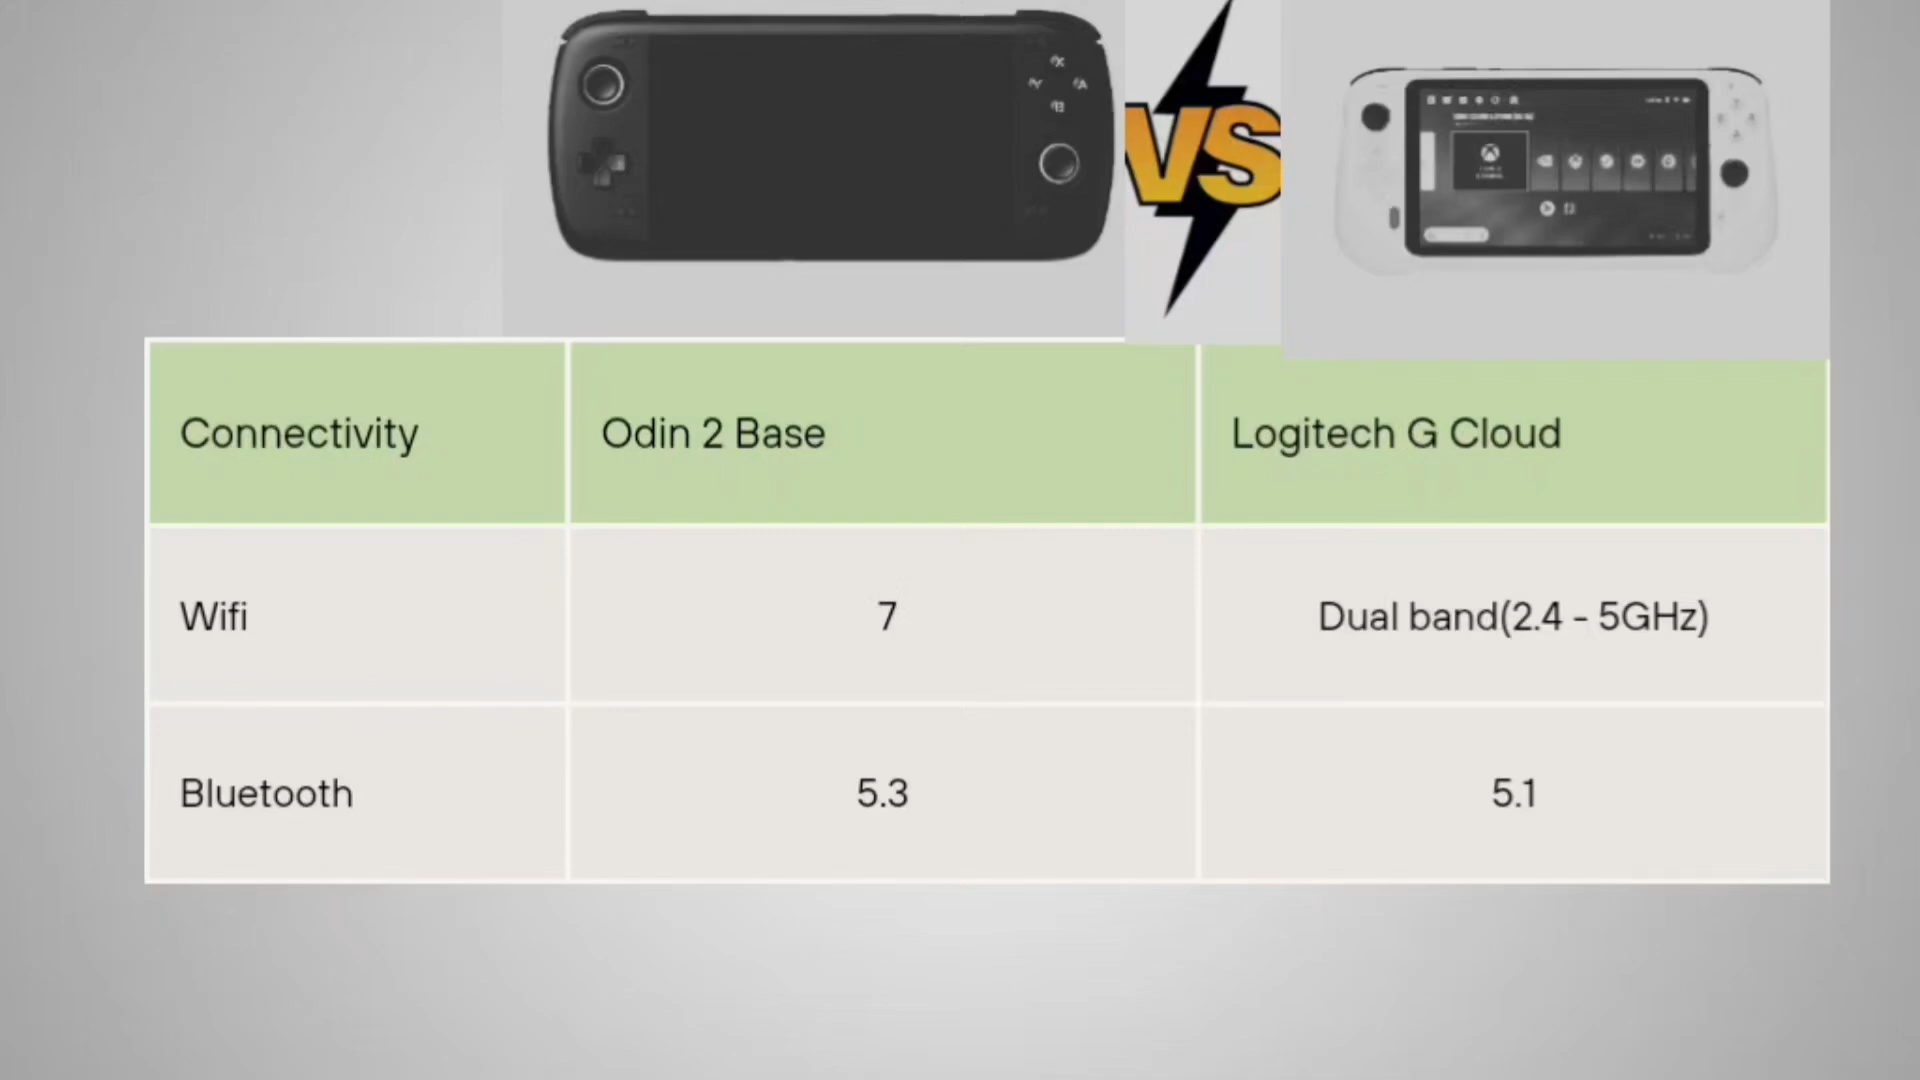 X
Y A
B
VS
Connectivity Odin 2 Base Logitech G Cloud
Wifi 7 Dual band(2.4 - 5GHz)
Bluetooth 5.3 5.1